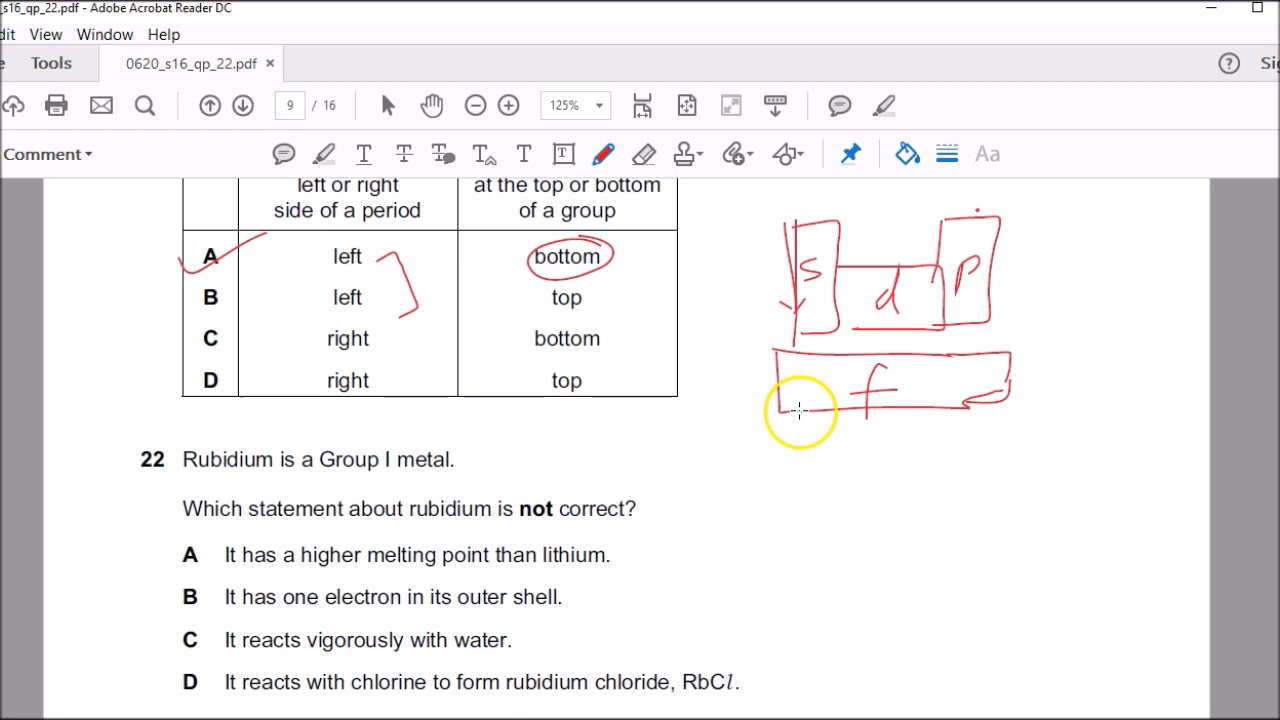 _s16_qp_22.pdf - Adobe Acrobat Reader DC
dit View Window Help
e Tools 0620_s16_qp_22.pdf × ? Sig
9 / 16 125%
Comment
left or right at the top or bottom
side of a period of a group
A left bottom
B left top
C right bottom
D right top
s d p
f
22 Rubidium is a Group I metal.
Which statement about rubidium is not correct?
A It has a higher melting point than lithium.
B It has one electron in its outer shell.
C It reacts vigorously with water.
D It reacts with chlorine to form rubidium chloride, RbCl.